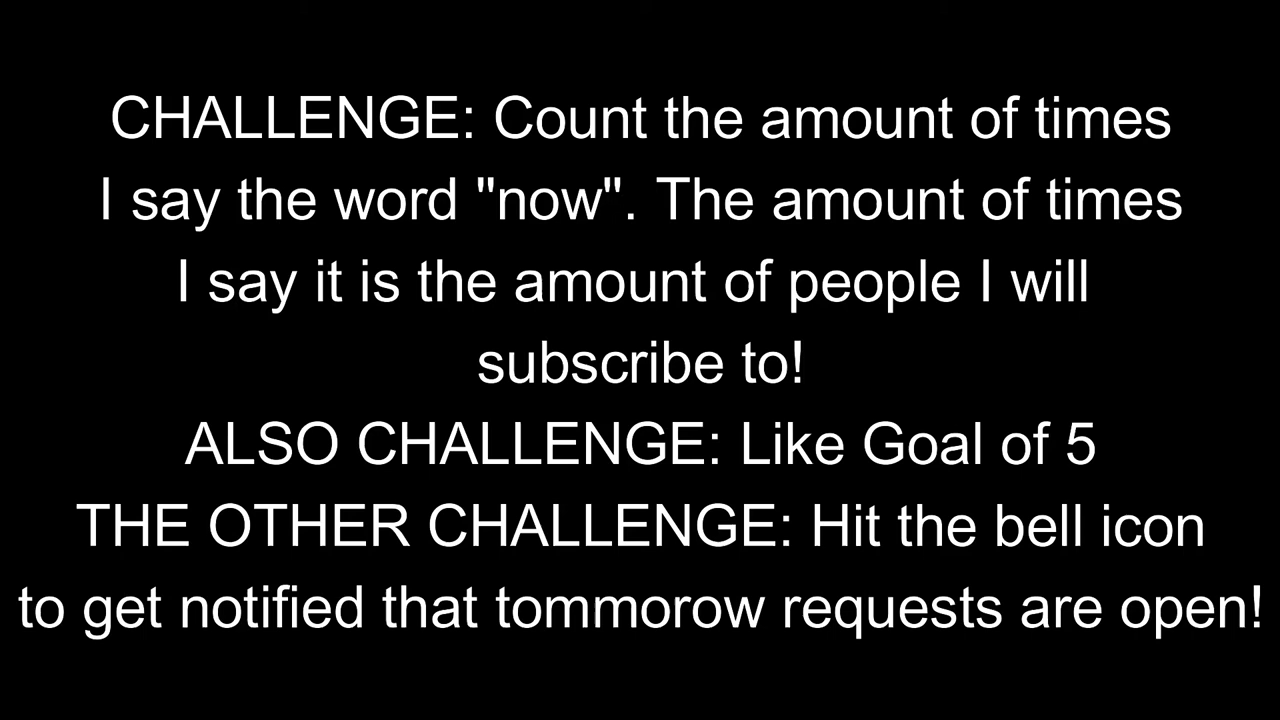 CHALLENGE: Count the amount of times
I say the word "now". The amount of times
I say it is the amount of people I will
subscribe to!
ALSO CHALLENGE: Like Goal of 5
THE OTHER CHALLENGE: Hit the bell icon
to get notified that tommorow requests are open!